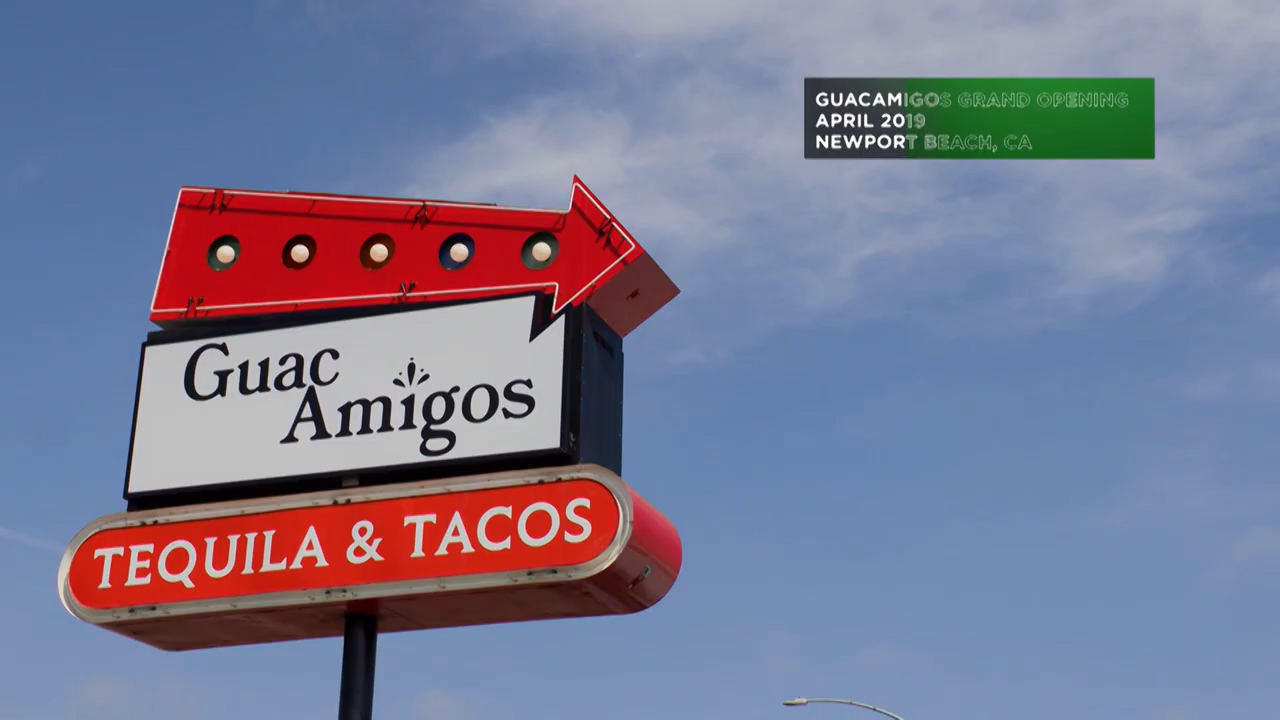 GUACAMIGOS GRAND OPENING
APRIL 2019
NEWPORT BEACH, CA
Guac
Amigos
TEQUILA & TACOS